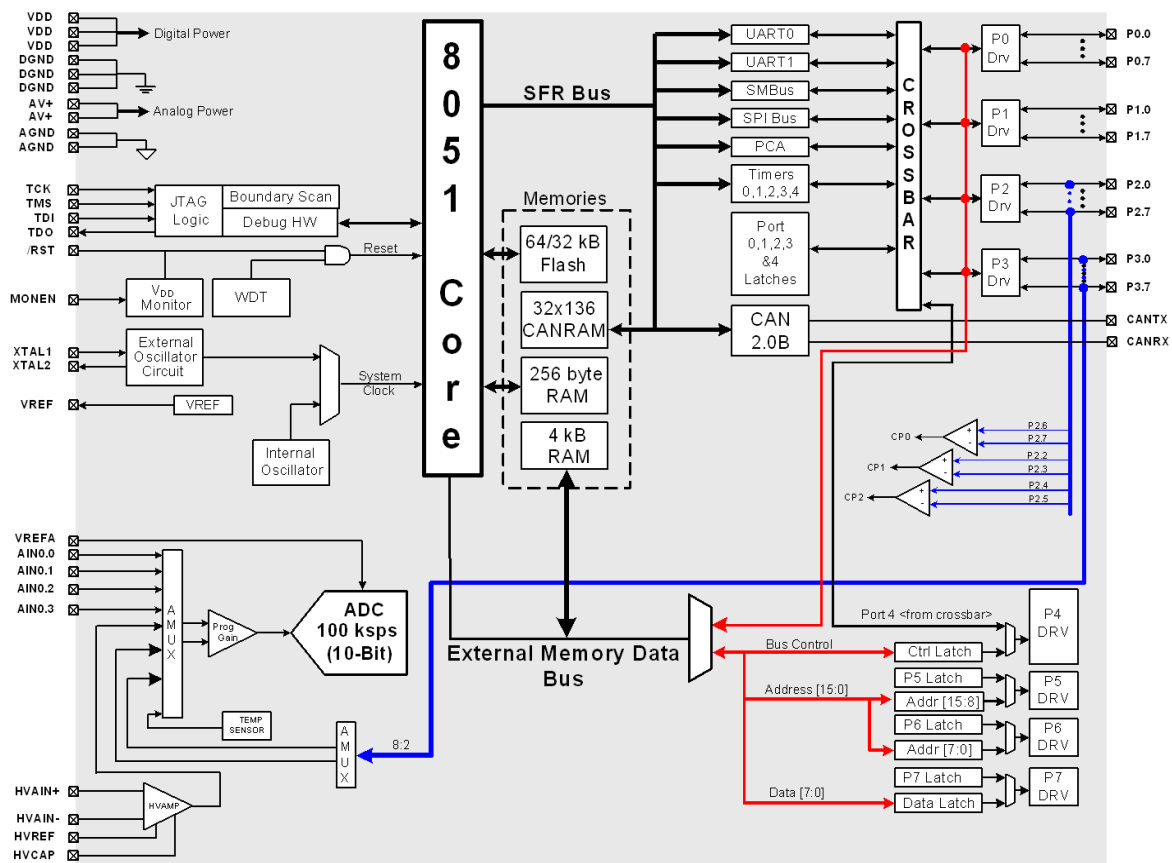 VDD
VDD
VDD
Digital Power
DGND
DGND
DGND
AV+
AV+
Analog Power
AGND
AGND
TCK
TMS
TDI
TDO
JTAG
Logic
Boundary Scan
Debug HW
/RST
Reset
MONEN
VDD
Monitor
WDT
XTAL1
XTAL2
External
Oscillator
Circuit
System
Clock
VREF
VREF
Internal
Oscillator
8051 Core
SFR Bus
Memories
64/32 kB
Flash
32x136
CANRAM
256 byte
RAM
4 kB
RAM
UART0
UART1
SMBus
SPI Bus
PCA
Timers
0,1,2,3,4
Port
0,1,2,3
&4
Latches
CAN
2.0B
CROSSBAR
P0
Drv
P1
Drv
P2
Drv
P3
Drv
P0.0
P0.7
P1.0
P1.7
P2.0
P2.7
P3.0
P3.7
CANTX
CANRX
CP0
+
-
P2.6
P2.7
CP1
+
-
P2.2
P2.3
CP2
+
-
P2.4
P2.5
VREFA
AIN0.0
AIN0.1
AIN0.2
AIN0.3
AMUX
Prog
Gain
ADC
100 ksps
(10-Bit)
TEMP
SENSOR
AMUX
8:2
HVAIN+
HVAIN-
HVREF
HVCAP
HVAMP
External Memory Data
Bus
Port 4 <from crossbar>
Bus Control
Ctrl Latch
P4
DRV
Address [15:0]
P5 Latch
Addr [15:8]
P5
DRV
P6 Latch
Addr [7:0]
P6
DRV
Data [7:0]
P7 Latch
Data Latch
P7
DRV